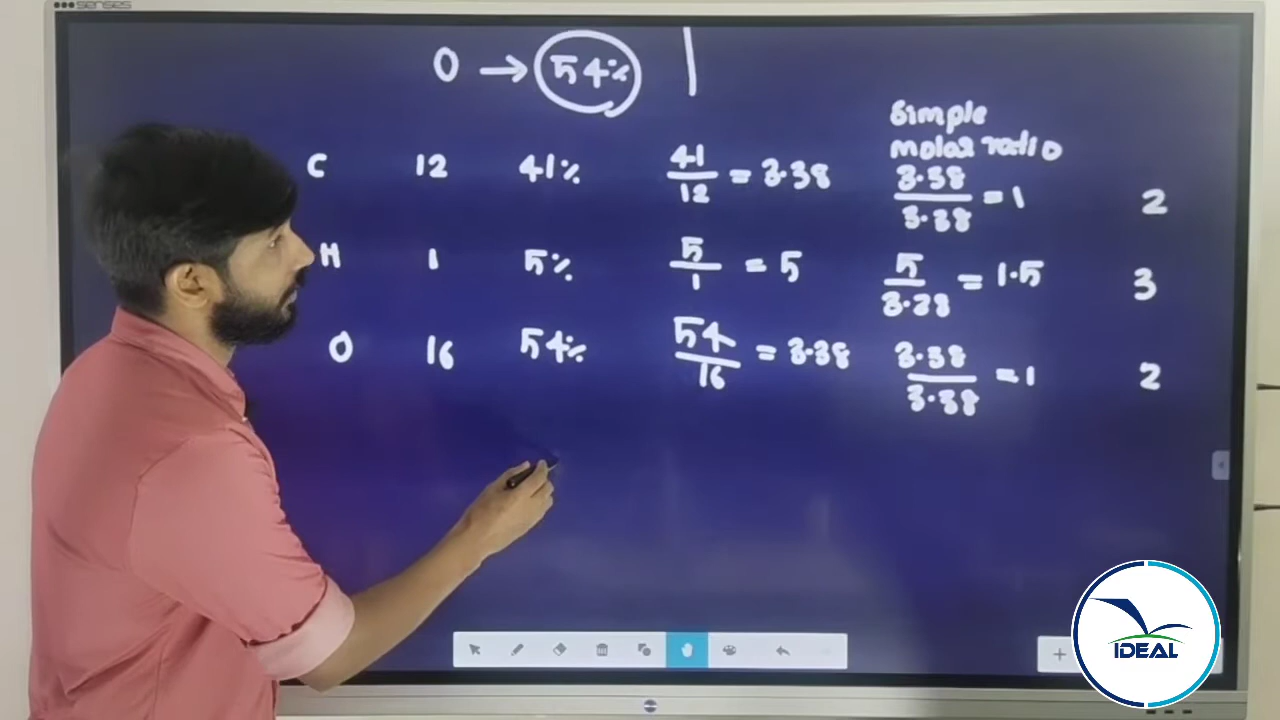 senses
O → 54%
Simple
molar ratio
C 12 41% 41/12 = 3.38 3.38/3.38 = 1 2
H 1 5% 5/1 = 5 5/3.38 = 1.5 3
O 16 54% 54/16 = 3.38 3.38/3.38 = 1 2
iDEAL